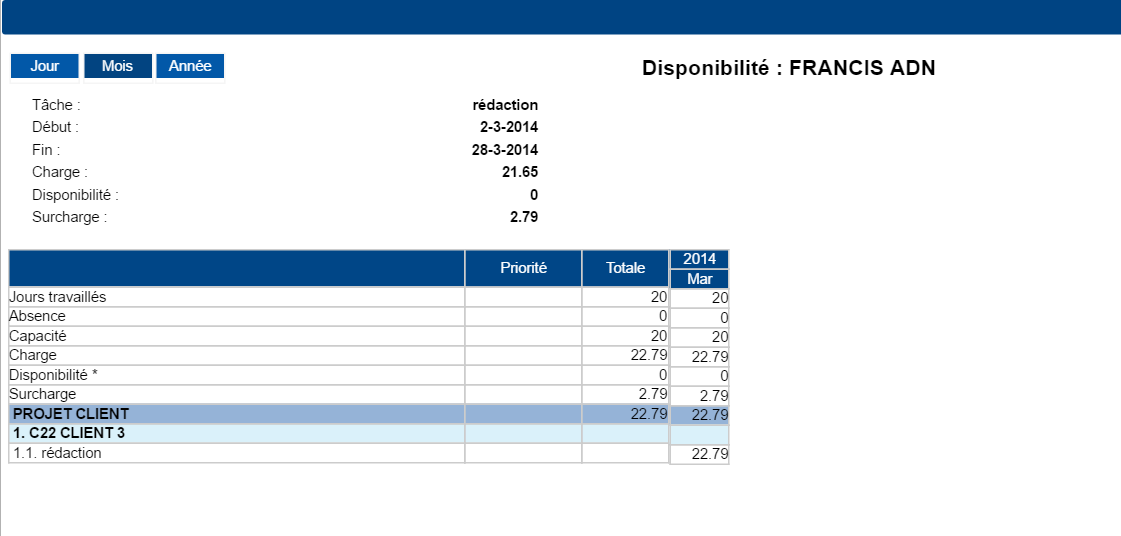 Jour Mois Année
Disponibilité : FRANCIS ADN
Tâche : rédaction
Début : 2-3-2014
Fin : 28-3-2014
Charge : 21.65
Disponibilité : 0
Surcharge : 2.79
Priorité Totale 2014
Mar
Jours travaillés 20 20
Absence 0 0
Capacité 20 20
Charge 22.79 22.79
Disponibilité * 0 0
Surcharge 2.79 2.79
PROJET CLIENT 22.79 22.79
1. C22 CLIENT 3
1.1. rédaction 22.79